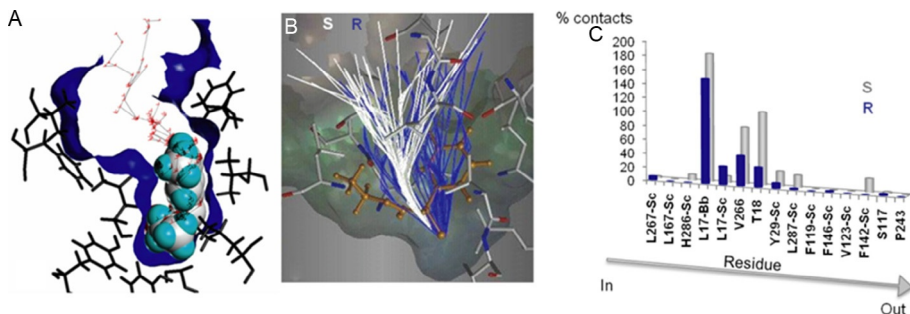 A
B
S R
% contacts
C
200
180
160
140
120
100
80
60
40
20
0
S
R
L267-Sc
L167-Sc
H286-Sc
L17-Bb
L17-Sc
V266
T18
Y29-Sc
L287-Sc
F119-Sc
F146-Sc
V123-Sc
F142-Sc
S117
P243
Residue
In
Out